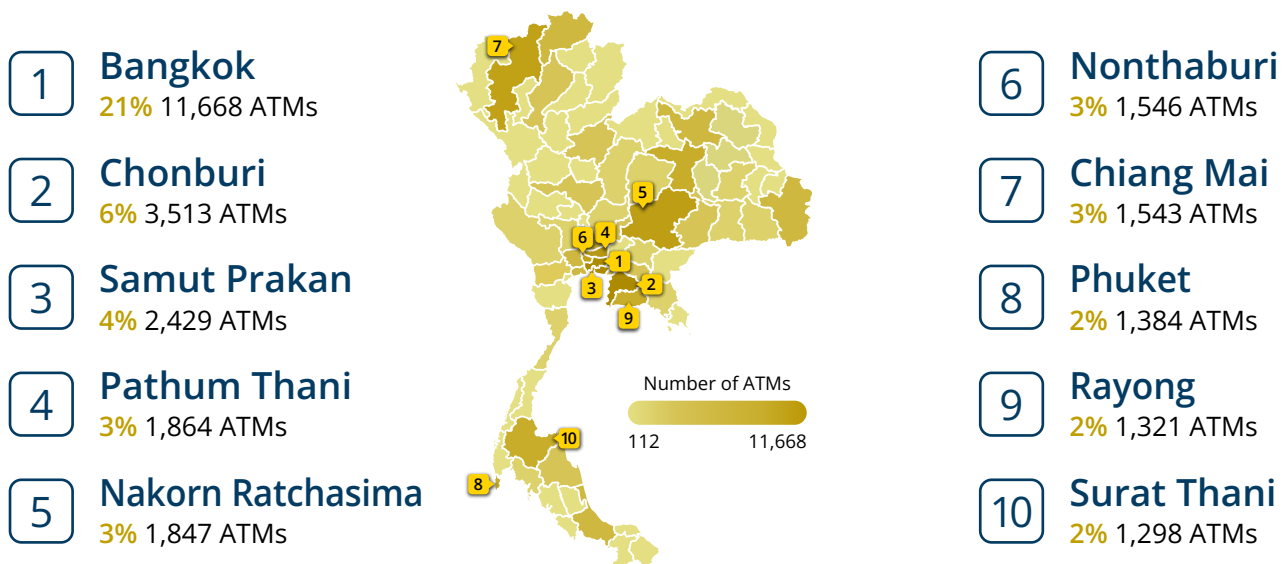 1
Bangkok
21% 11,668 ATMs
2
Chonburi
6% 3,513 ATMs
3
Samut Prakan
4% 2,429 ATMs
4
Pathum Thani
3% 1,864 ATMs
5
Nakorn Ratchasima
3% 1,847 ATMs
7
5
6
4
1
3
2
9
10
8
Number of ATMs
112 11,668
6
Nonthaburi
3% 1,546 ATMs
7
Chiang Mai
3% 1,543 ATMs
8
Phuket
2% 1,384 ATMs
9
Rayong
2% 1,321 ATMs
10
Surat Thani
2% 1,298 ATMs